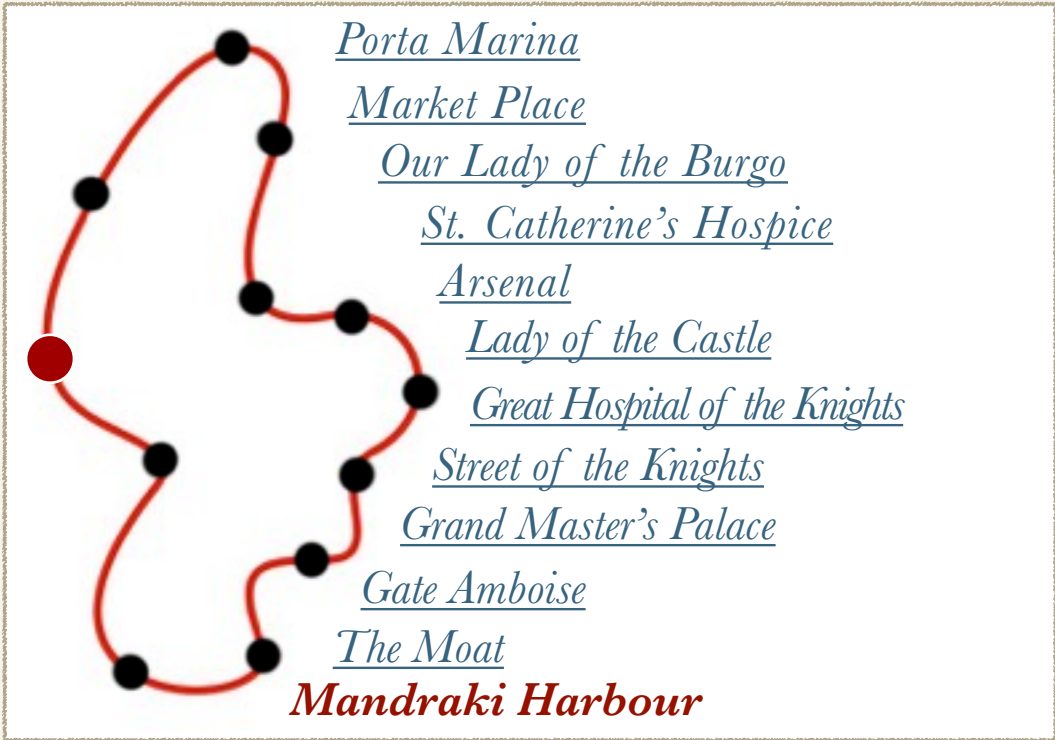 Porta Marina
Market Place
Our Lady of the Burgo
St. Catherine’s Hospice
Arsenal
Lady of the Castle
Great Hospital of the Knights
Street of the Knights
Grand Master’s Palace
Gate Amboise
The Moat
Mandraki Harbour